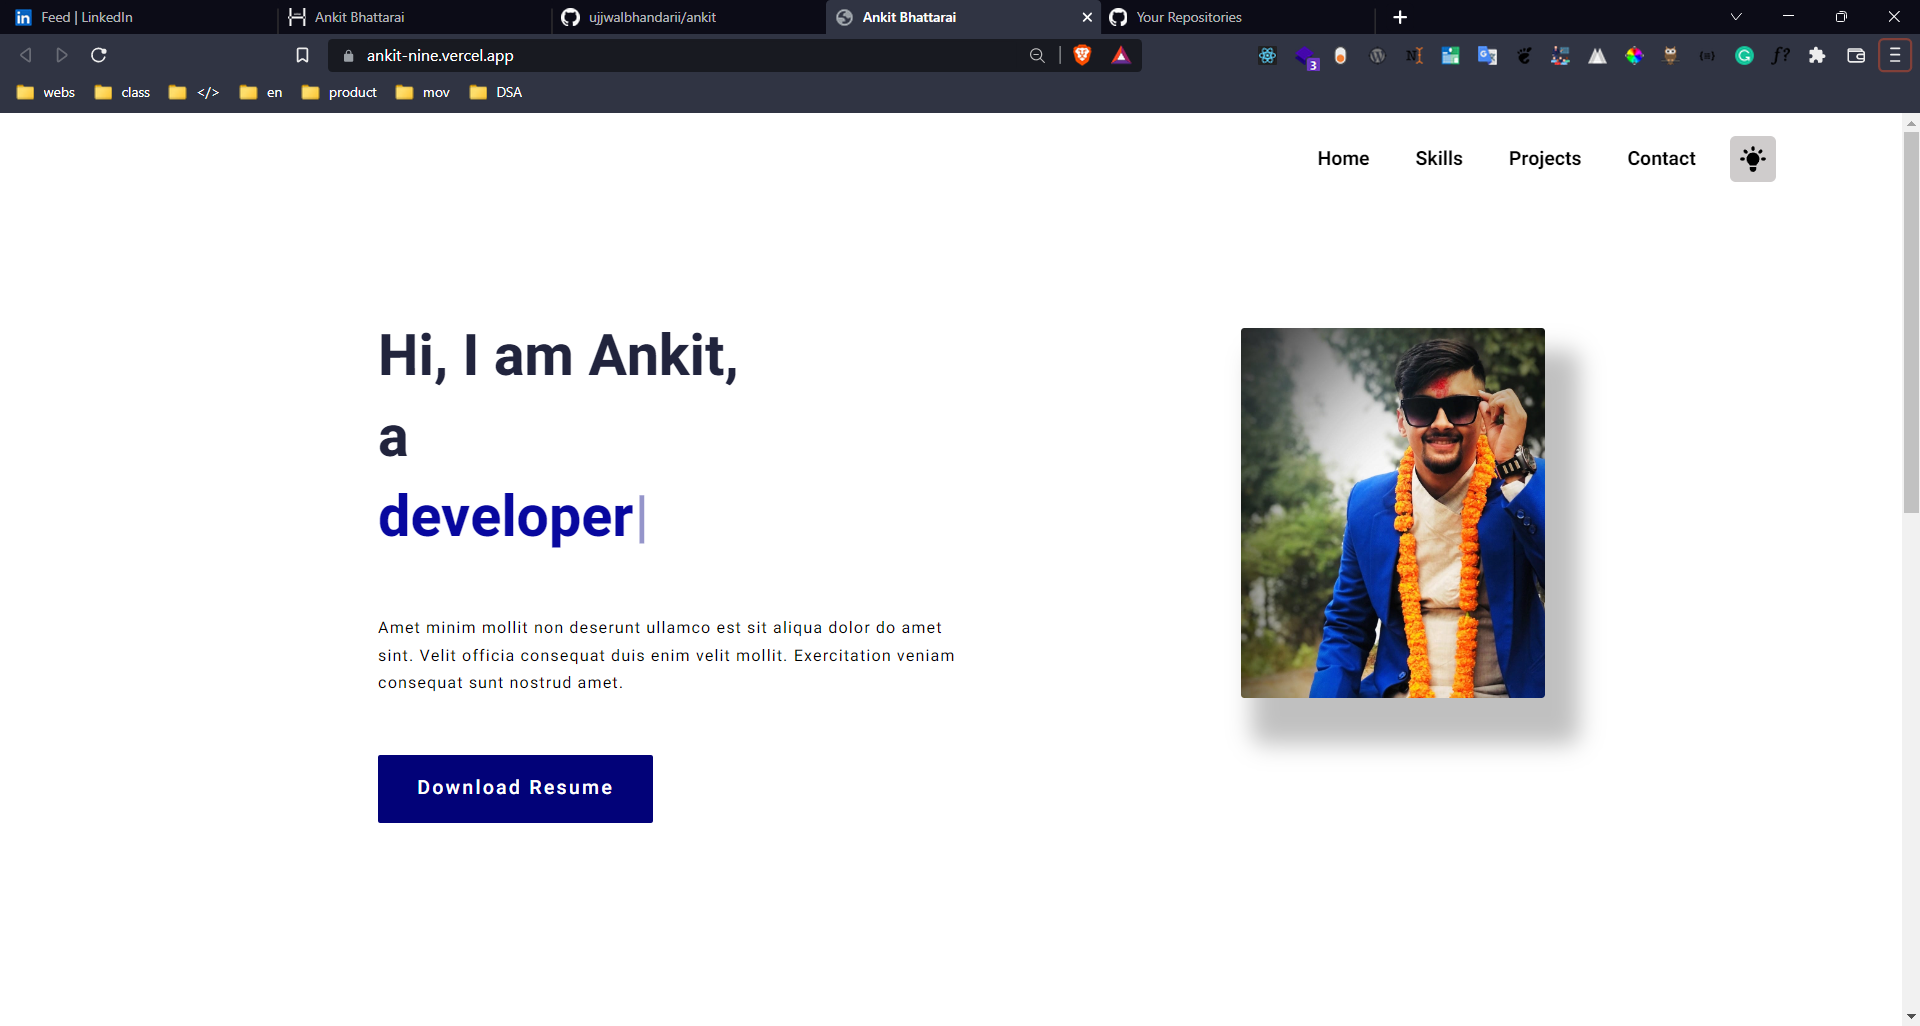 Feed | LinkedIn
Ankit Bhattarai
ujjwalbhandarii/ankit
Ankit Bhattarai
Your Repositories
ankit-nine.vercel.app
3
webs
class
</>
en
product
mov
DSA
Home
Skills
Projects
Contact
Hi, I am Ankit,
a
developer|
Amet minim mollit non deserunt ullamco est sit aliqua dolor do amet
sint. Velit officia consequat duis enim velit mollit. Exercitation veniam
consequat sunt nostrud amet.
Download Resume